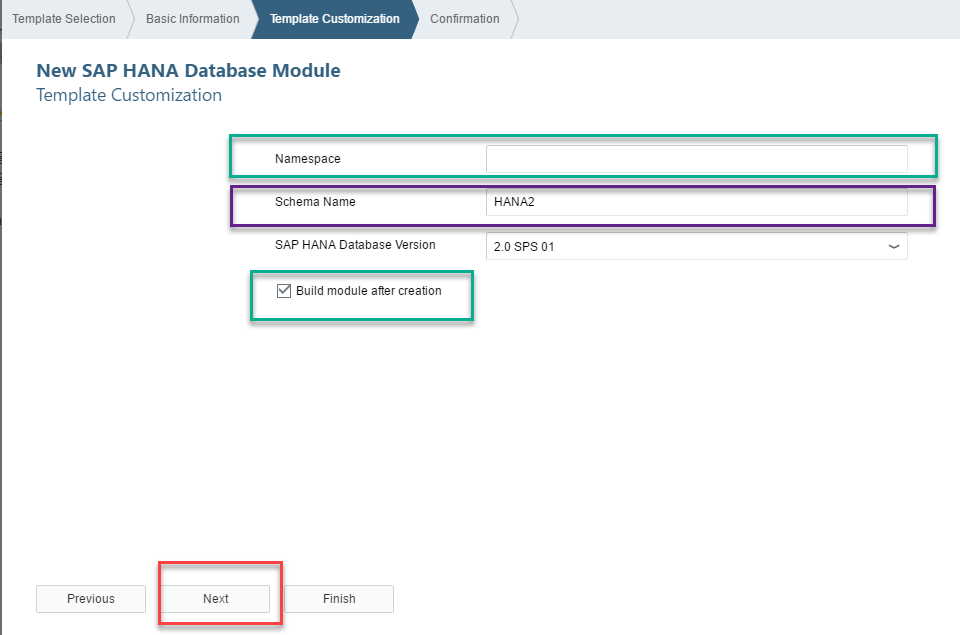 Template Selection Basic Information Template Customization Confirmation
New SAP HANA Database Module
Template Customization
Namespace
Schema Name HANA2
SAP HANA Database Version 2.0 SPS 01
Build module after creation
Previous Next Finish